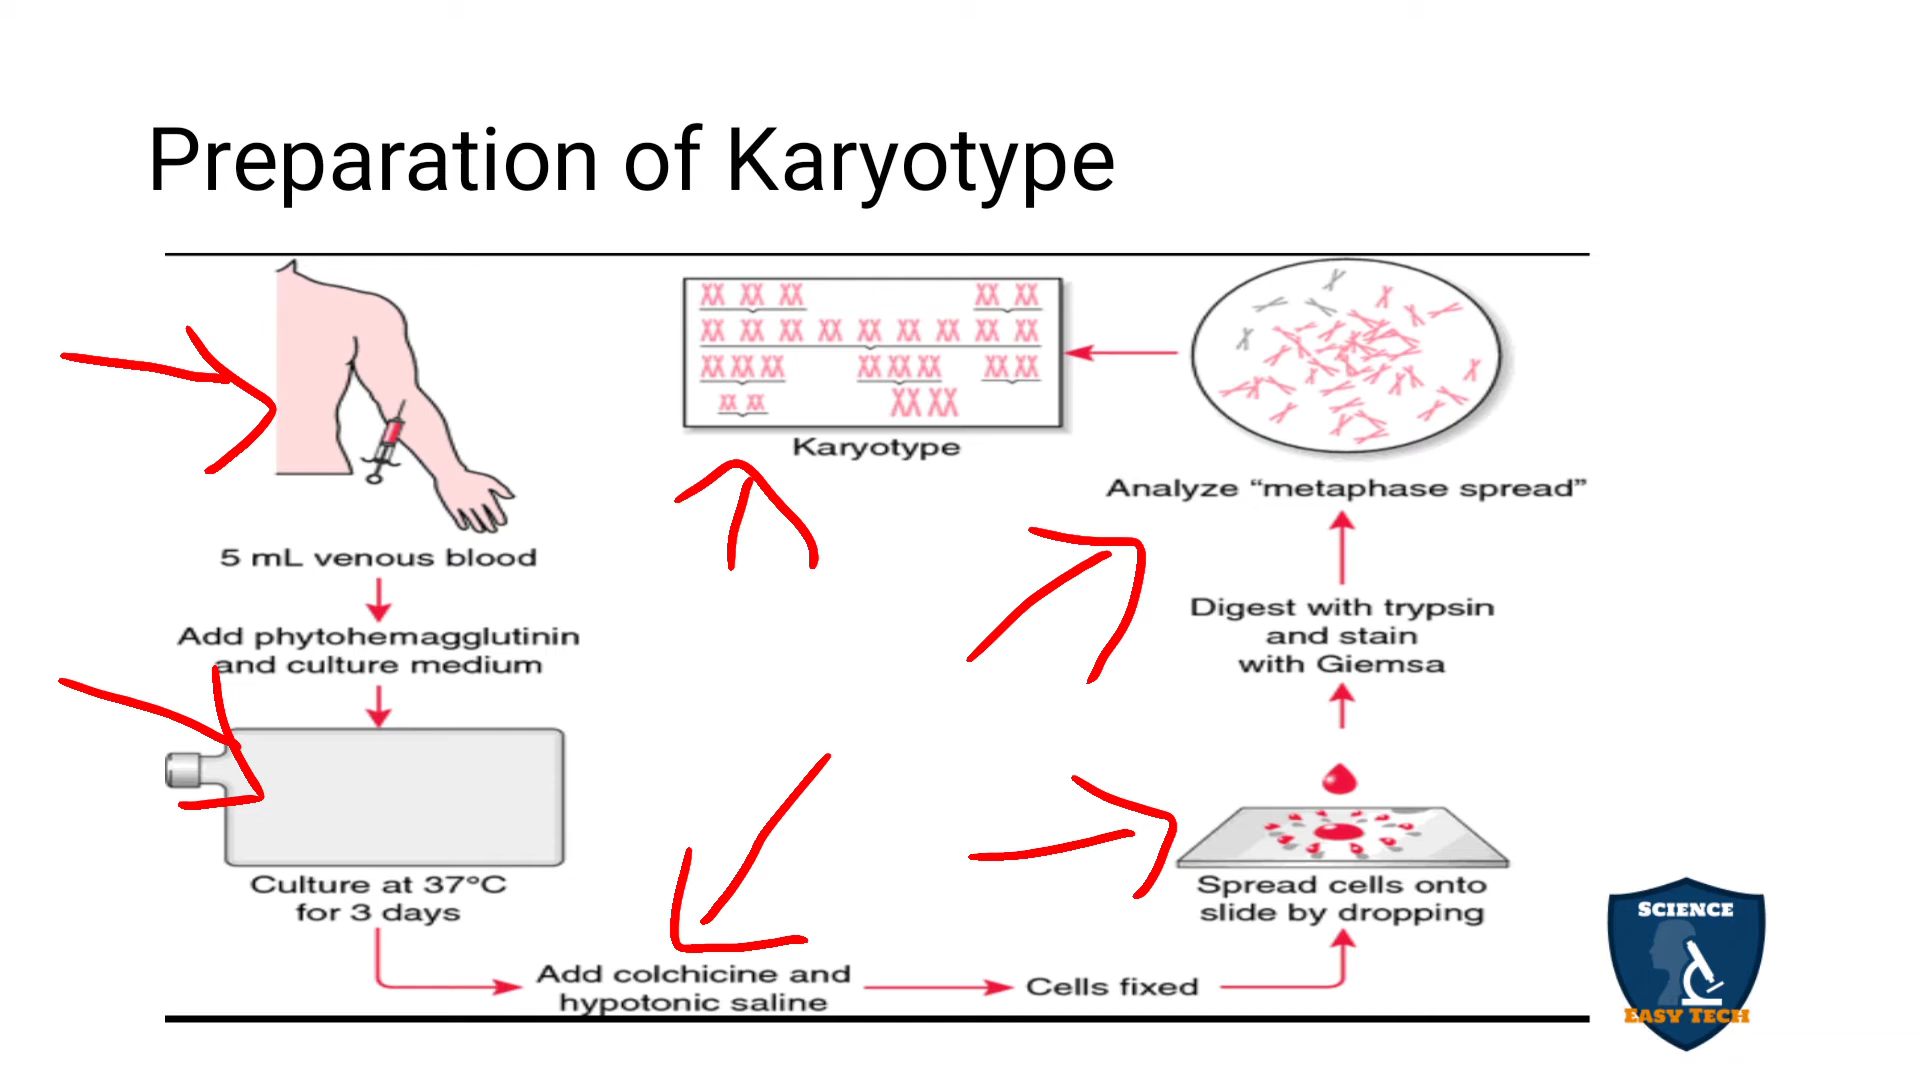 Preparation of Karyotype
5 mL venous blood
Add phytohemagglutinin
and culture medium
Culture at 37°C
for 3 days
Add colchicine and
hypotonic saline
Cells fixed
Spread cells onto
slide by dropping
Digest with trypsin
and stain
with Giemsa
Analyze “metaphase spread”
Karyotype
SCIENCE
EASY TECH